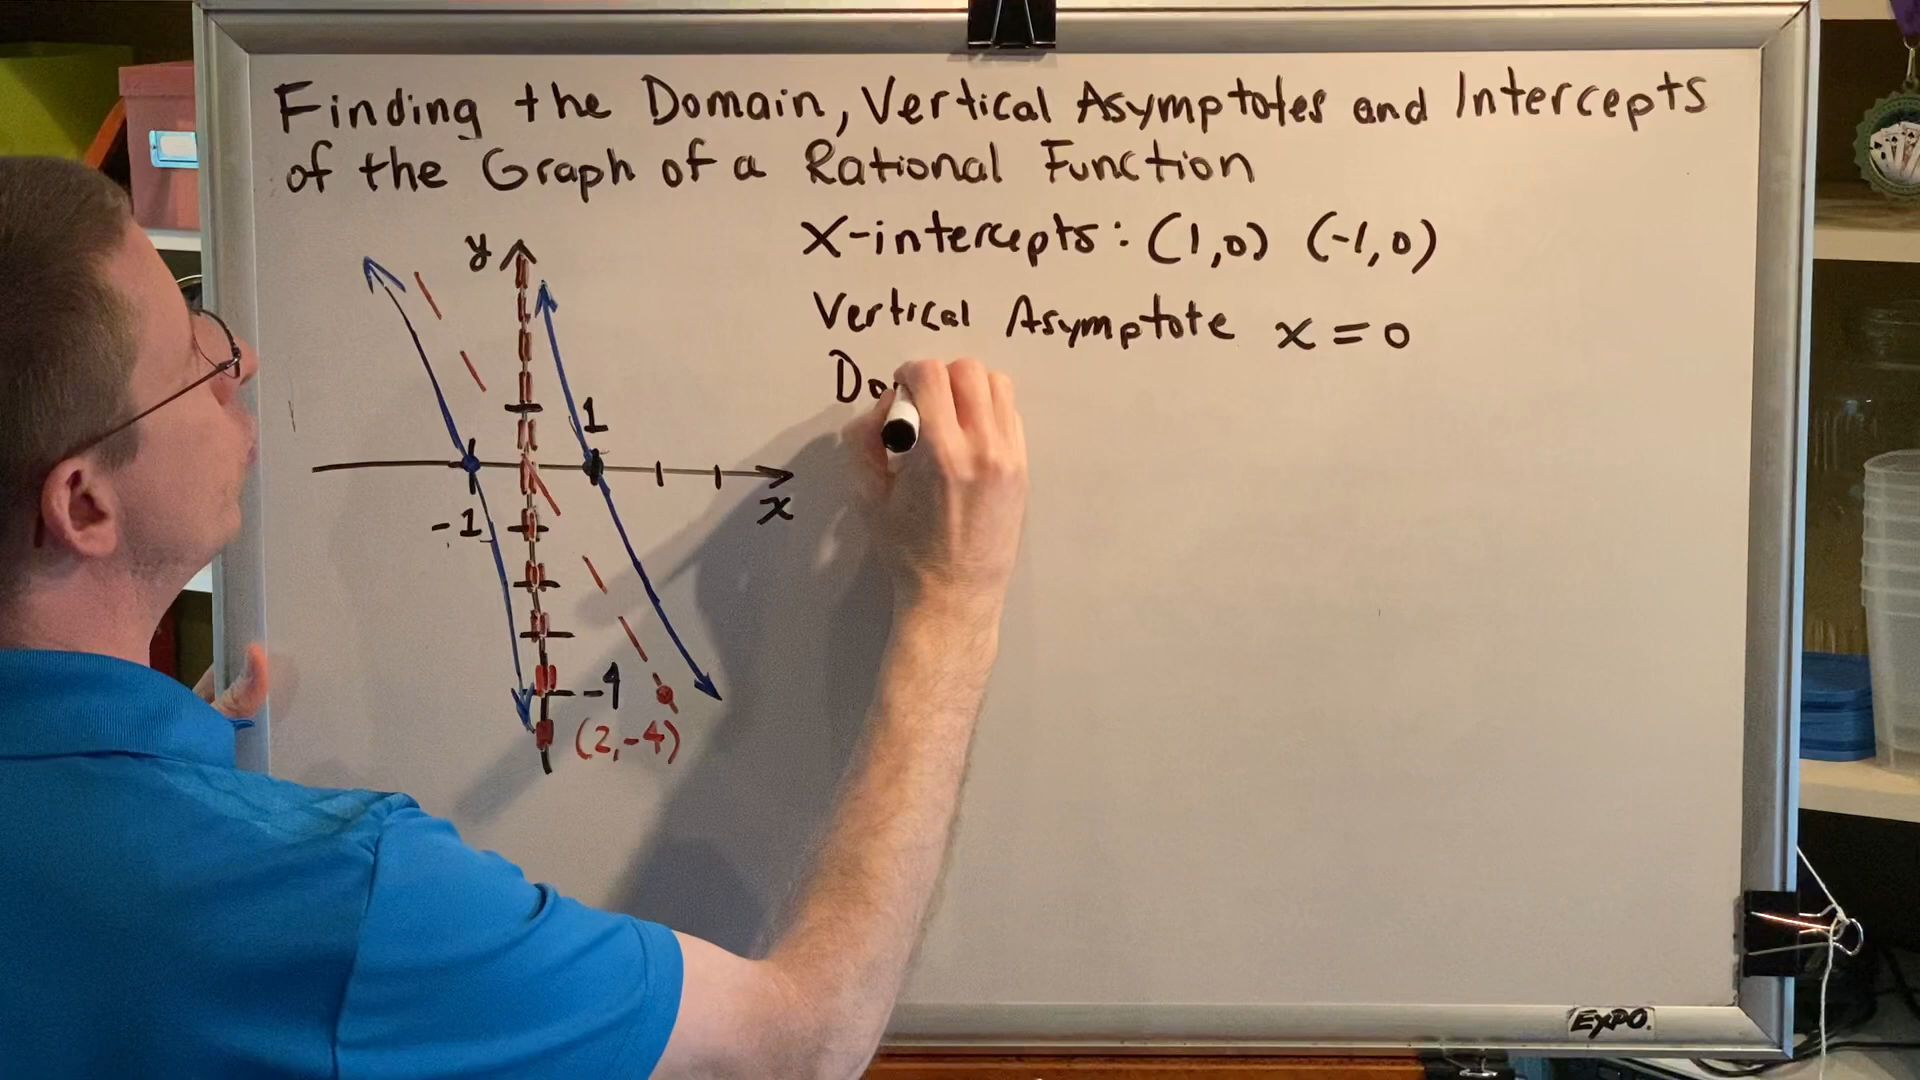 Finding the Domain, Vertical Asymptotes and Intercepts
of the Graph of a Rational Function
X-intercepts: (1,0) (-1,0)
Vertical Asymptote x = 0
y
1
-1
x
-4
(2,-4)
EXPO